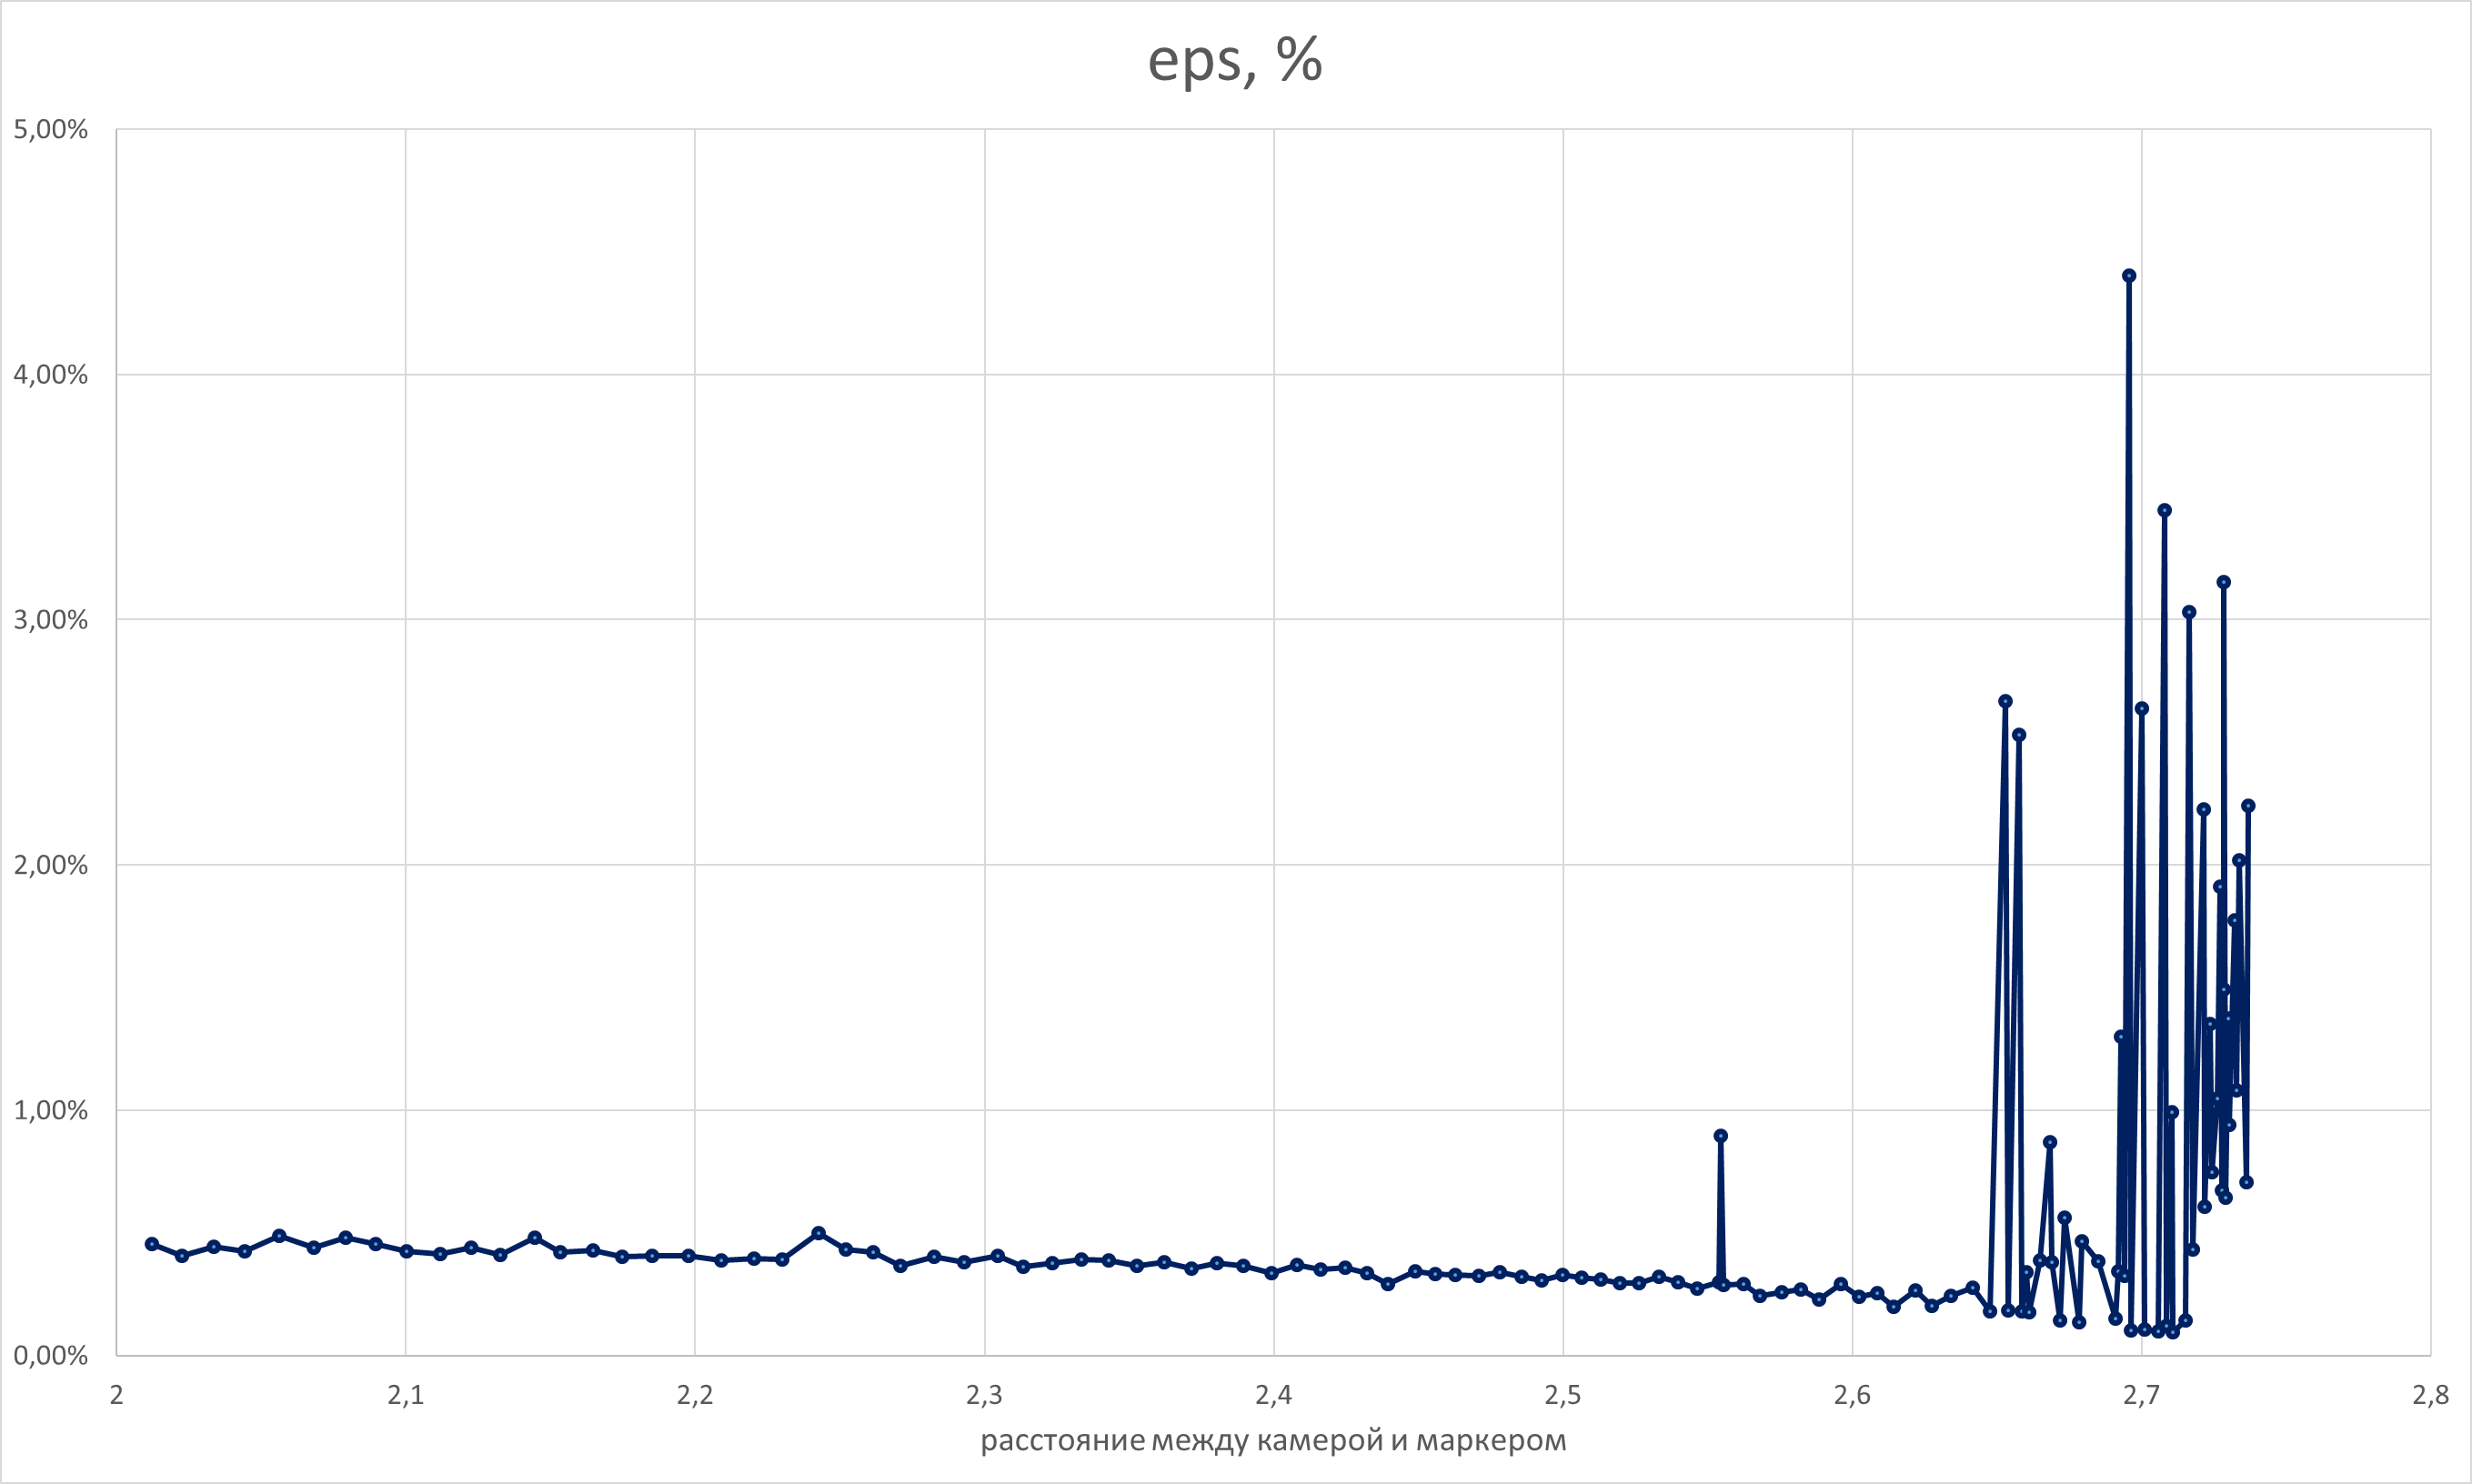 eps, %
5,00%
4,00%
3,00%
2,00%
1,00%
0,00%
2 2,1 2,2 2,3 2,4 2,5 2,6 2,7 2,8
расстояние между камерой и маркером